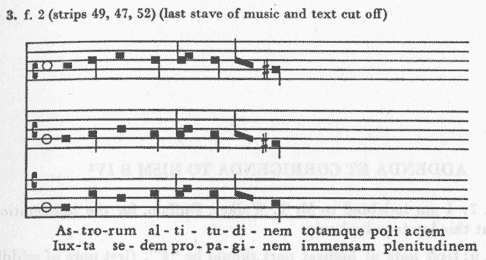 3. f. 2 (strips 49, 47, 52) (last stave of music and text cut off)
As-tro-rum al-ti-tu-di-nem totamque poli aciem
Iux-ta se-dem pro-pa-gi-nem immensam plenitudinem